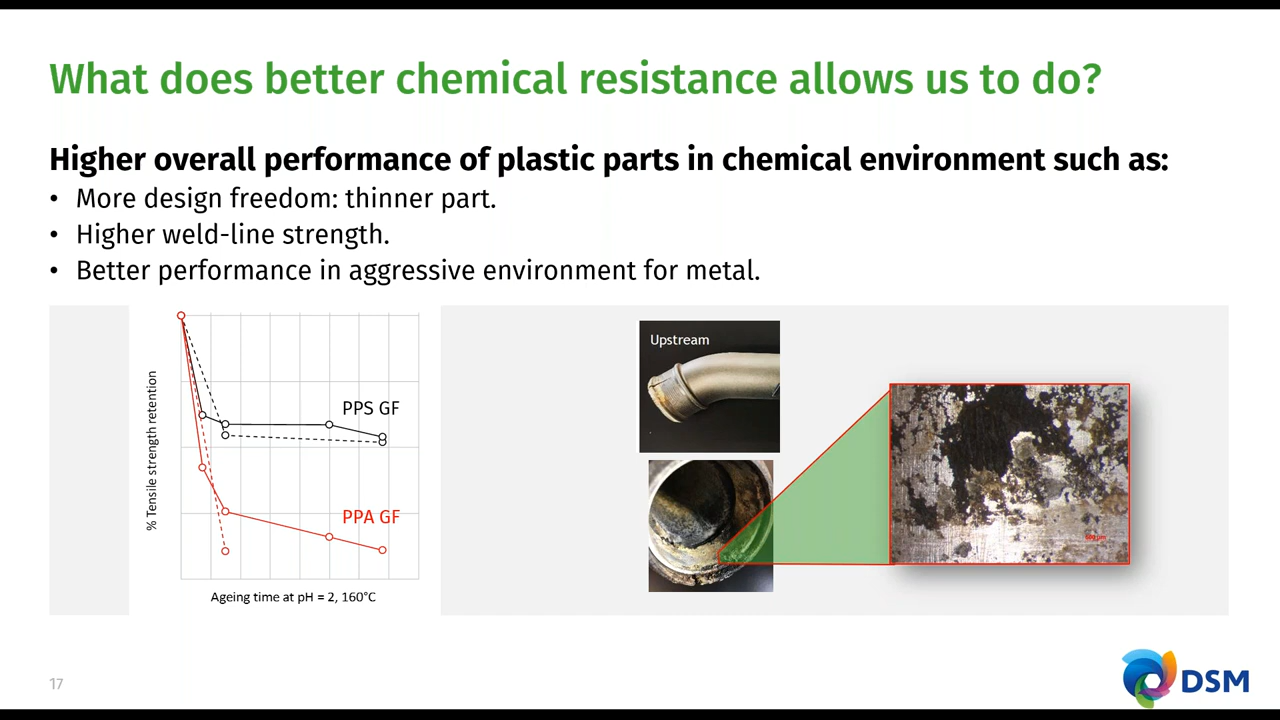 What does better chemical resistance allows us to do?
Higher overall performance of plastic parts in chemical environment such as:
• More design freedom: thinner part.
• Higher weld-line strength.
• Better performance in aggressive environment for metal.
% Tensile strength retention
PPS GF
PPA GF
Ageing time at pH = 2, 160°C
Upstream
17
DSM